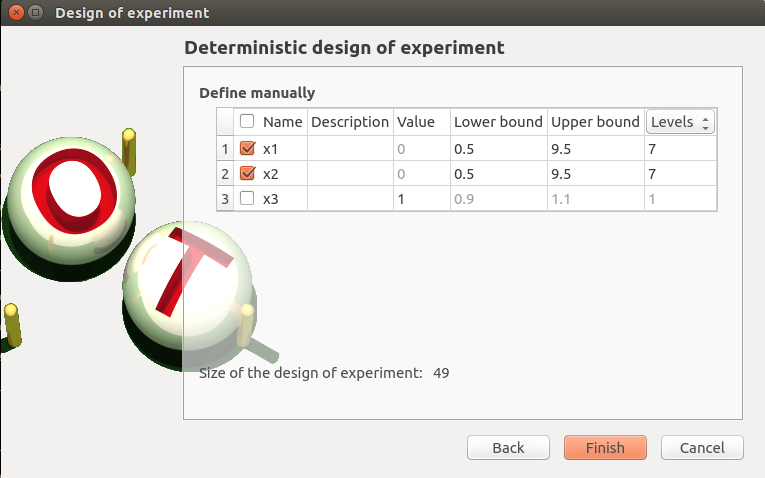 Design of experiment
Deterministic design of experiment
Define manually
Name Description Value Lower bound Upper bound Levels
1 x1 0 0.5 9.5 7
2 x2 0 0.5 9.5 7
3 x3 1 0.9 1.1 1
O
T
Size of the design of experiment: 49
Back Finish Cancel